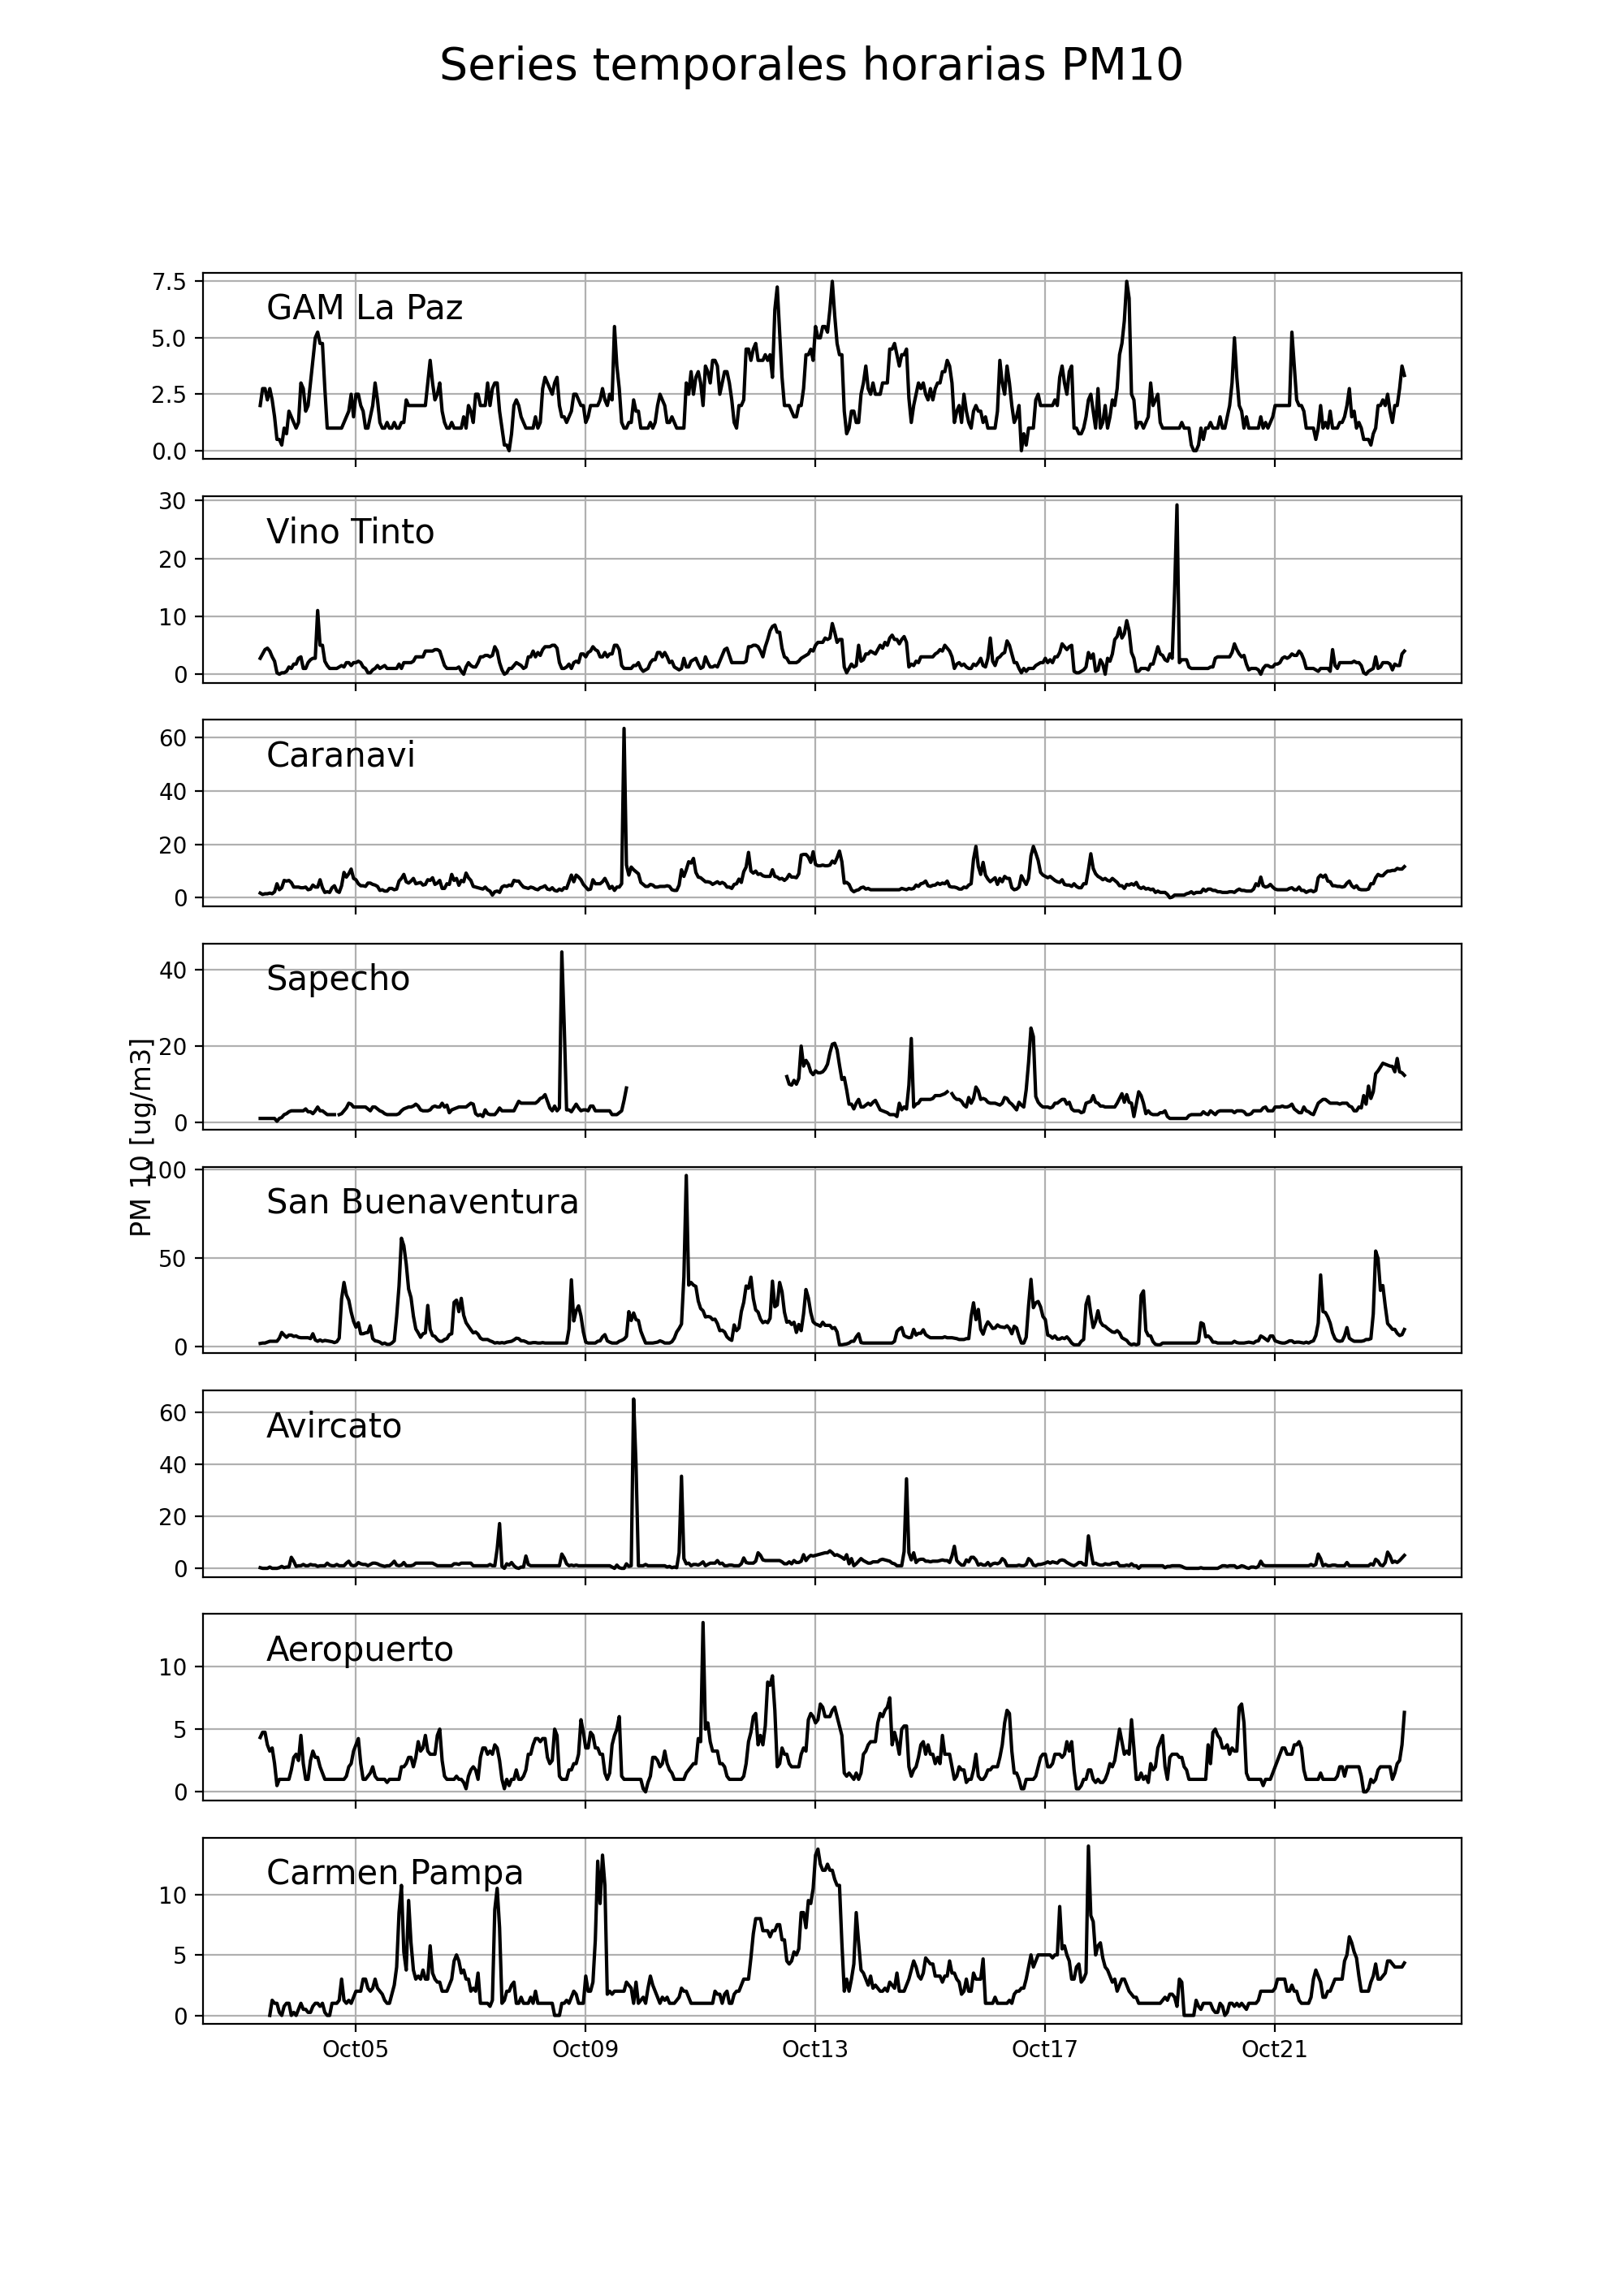 Series temporales horarias PM10
7.5
GAM La Paz
5.0
2.5
0.0
30
Vino Tinto
20
10
0
60
Caranavi
40
20
0
40
Sapecho
20
0
PM 10 [ug/m3]
100
San Buenaventura
50
0
60
Avircato
40
20
0
Aeropuerto
10
5
0
Carmen Pampa
10
5
0
Oct05 Oct09 Oct13 Oct17 Oct21